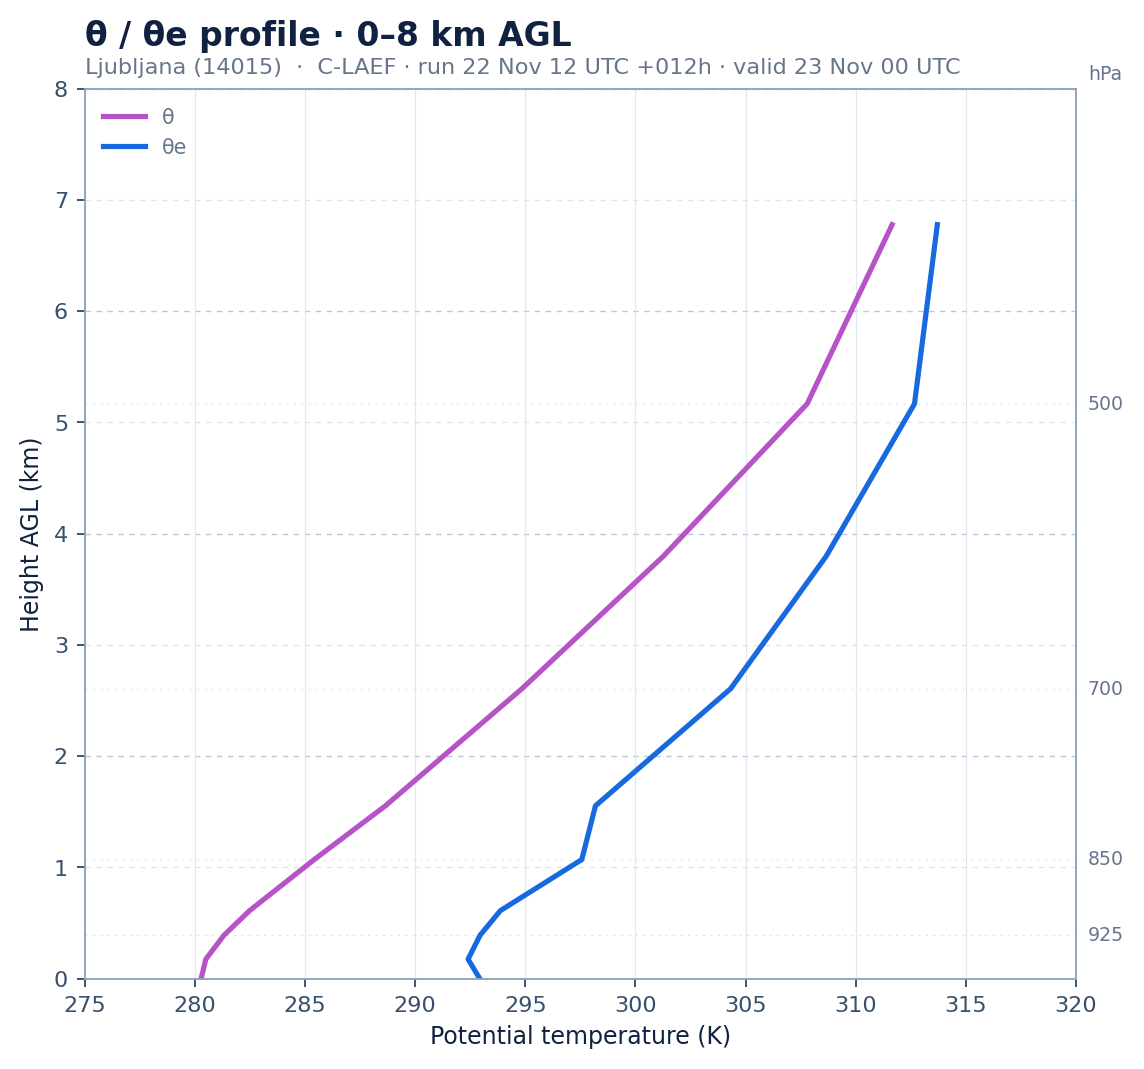 θ / θe profile · 0–8 km AGL
Ljubljana (14015)  ·  C-LAEF · run 22 Nov 12 UTC +012h · valid 23 Nov 00 UTC
hPa
θ
θe
8
7
6
5
4
3
2
1
0
Height AGL (km)
500
700
850
925
275 280 285 290 295 300 305 310 315 320
Potential temperature (K)